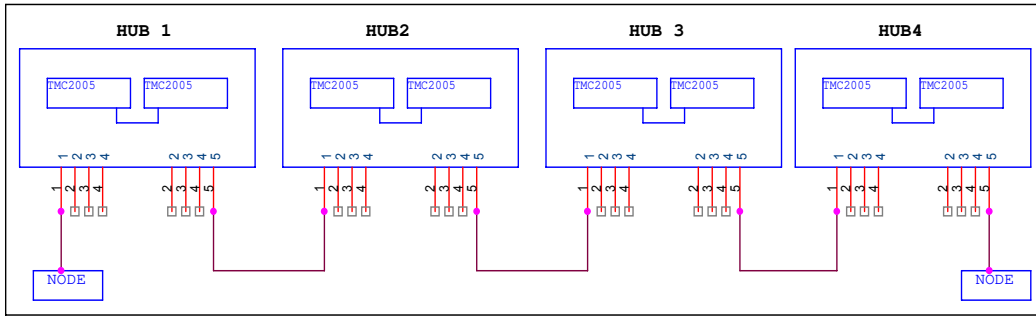 HUB 1 HUB2 HUB 3 HUB4
TMC2005 TMC2005 TMC2005 TMC2005 TMC2005 TMC2005 TMC2005 TMC2005
1 2 3 4 2 3 4 5 1 2 3 4 2 3 4 5 1 2 3 4 2 3 4 5 1 2 3 4 2 3 4 5
1 2 3 4 2 3 4 5 1 2 3 4 2 3 4 5 1 2 3 4 2 3 4 5 1 2 3 4 2 3 4 5
NODE NODE